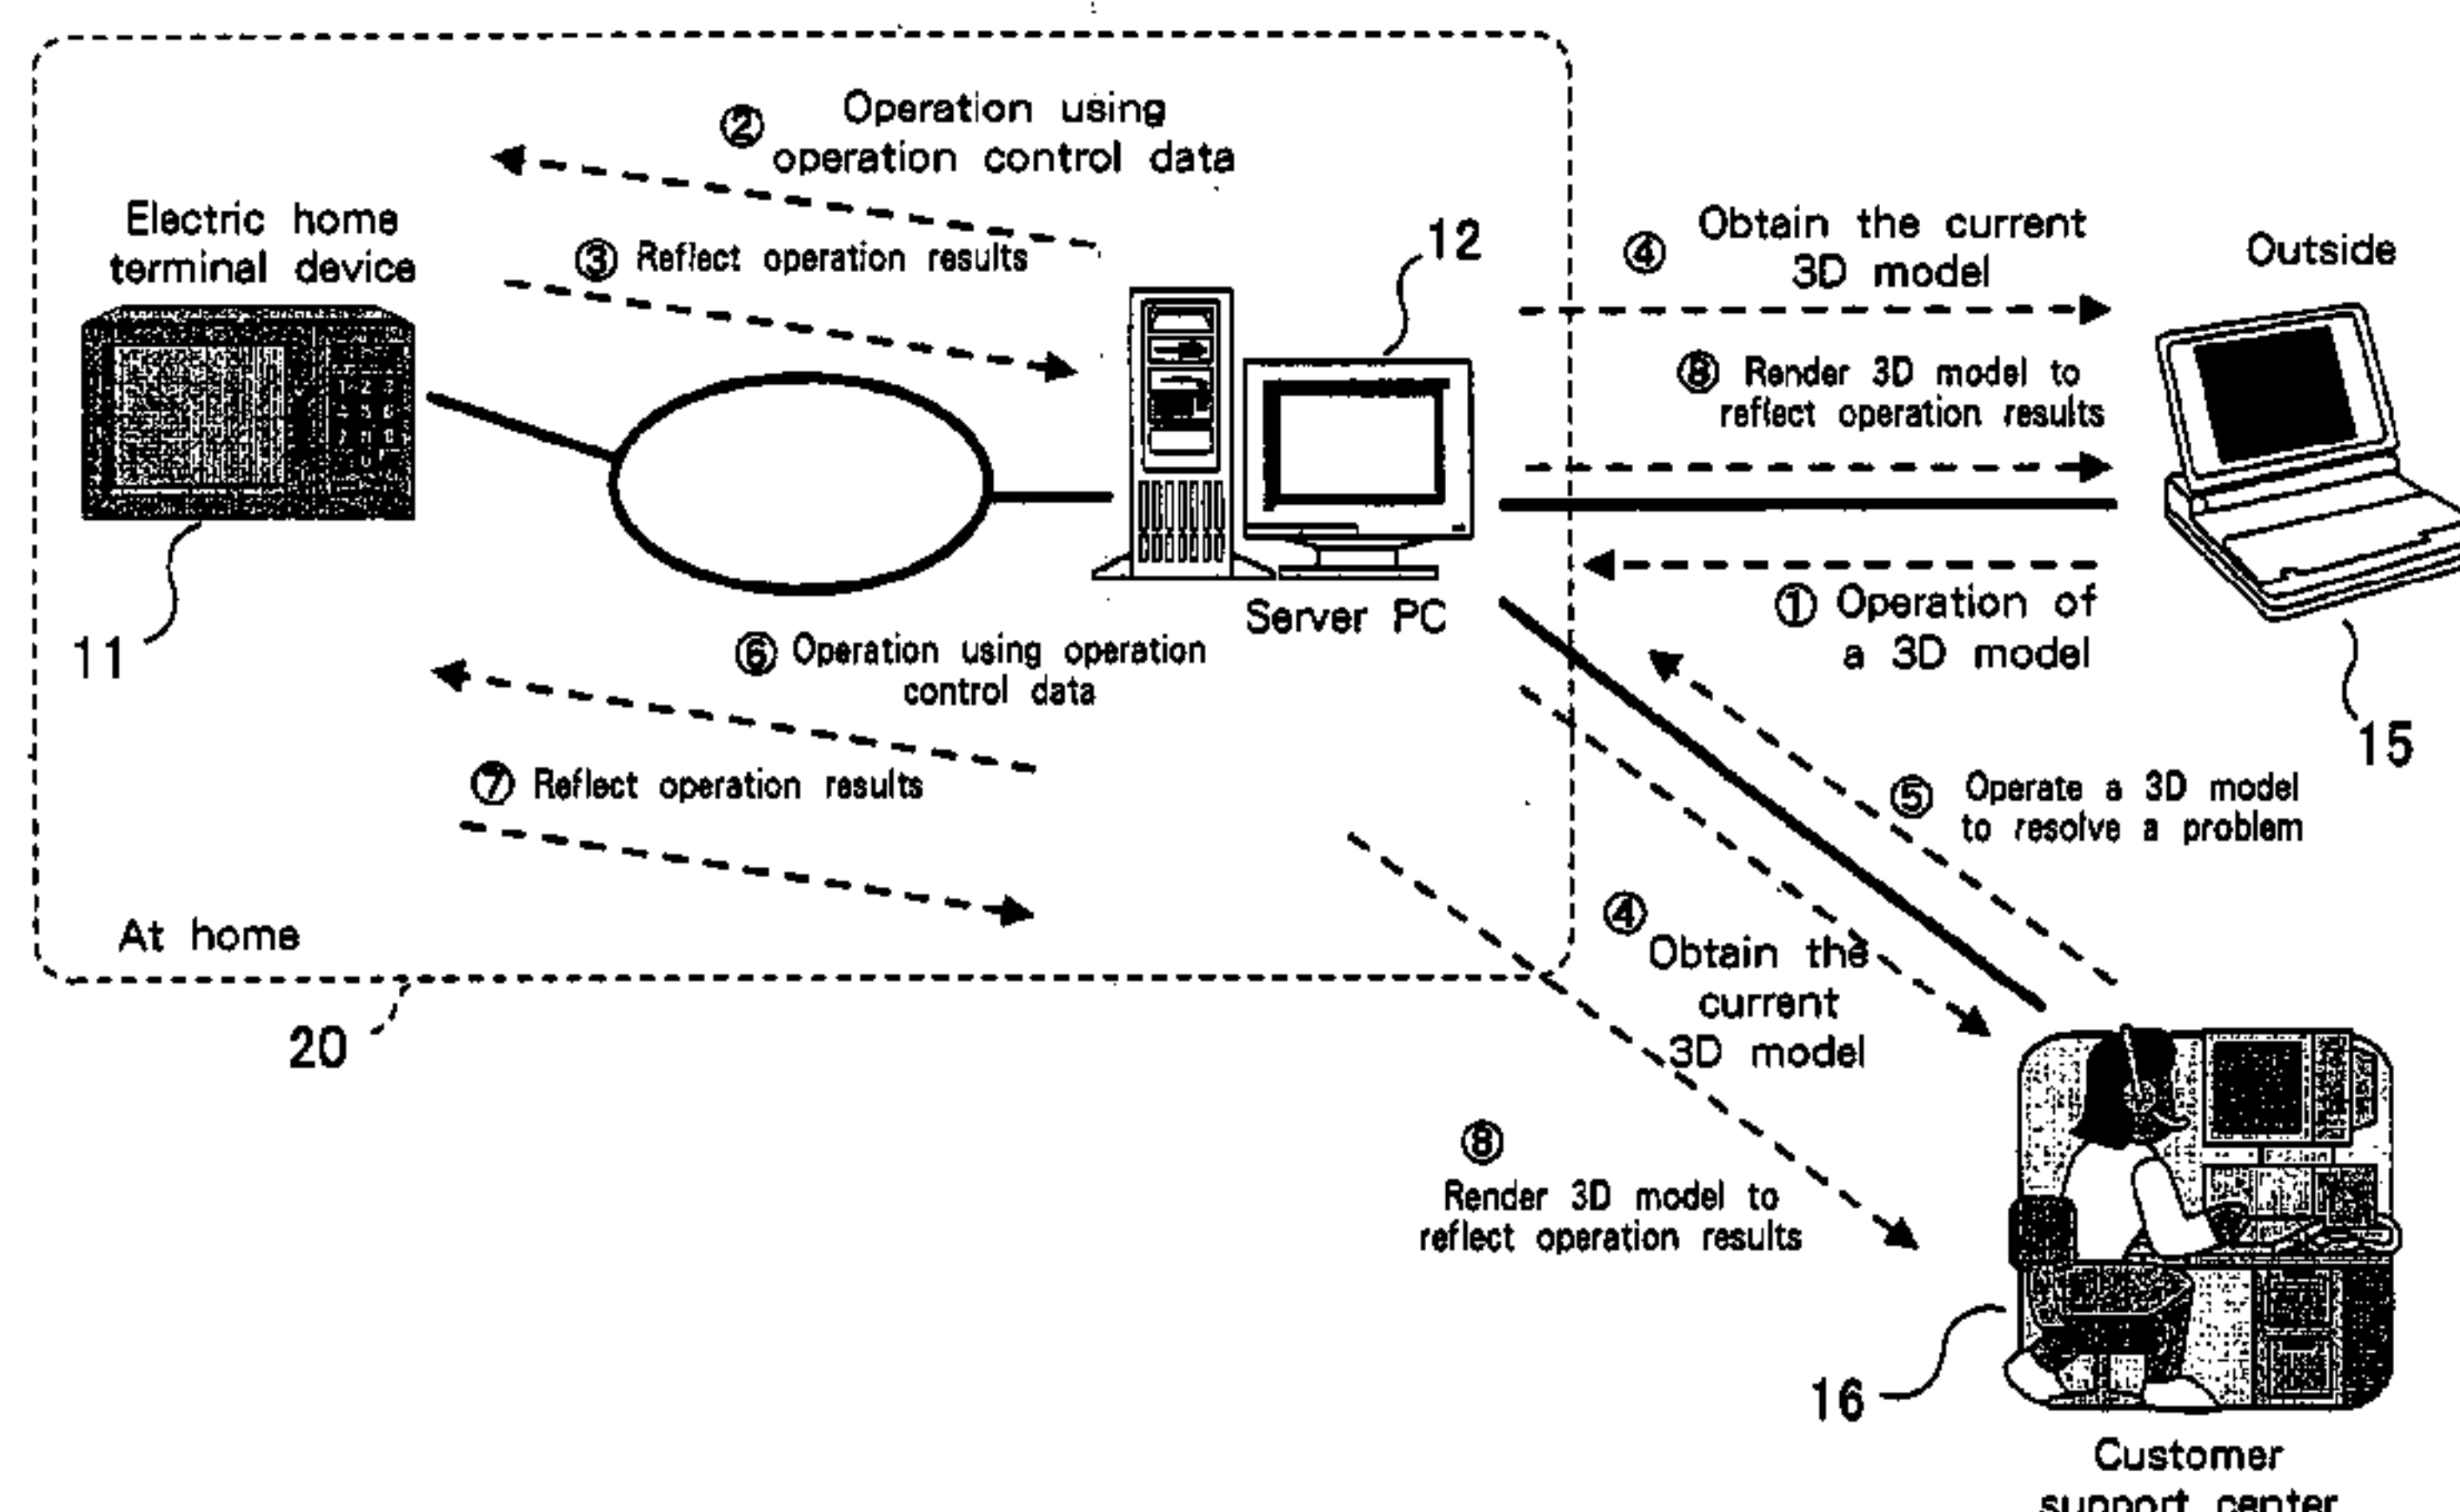 ② Operation using
operation control data
Electric home
terminal device
③ Reflect operation results
12
④ Obtain the current
3D model
Outside
⑧ Render 3D model to
reflect operation results
Server PC
① Operation of
a 3D model
11
⑥ Operation using operation
control data
15
⑦ Reflect operation results
⑤ Operate a 3D model
to resolve a problem
At home
④
Obtain the
current
3D model
20
⑧
Render 3D model to
reflect operation results
16
Customer
support center